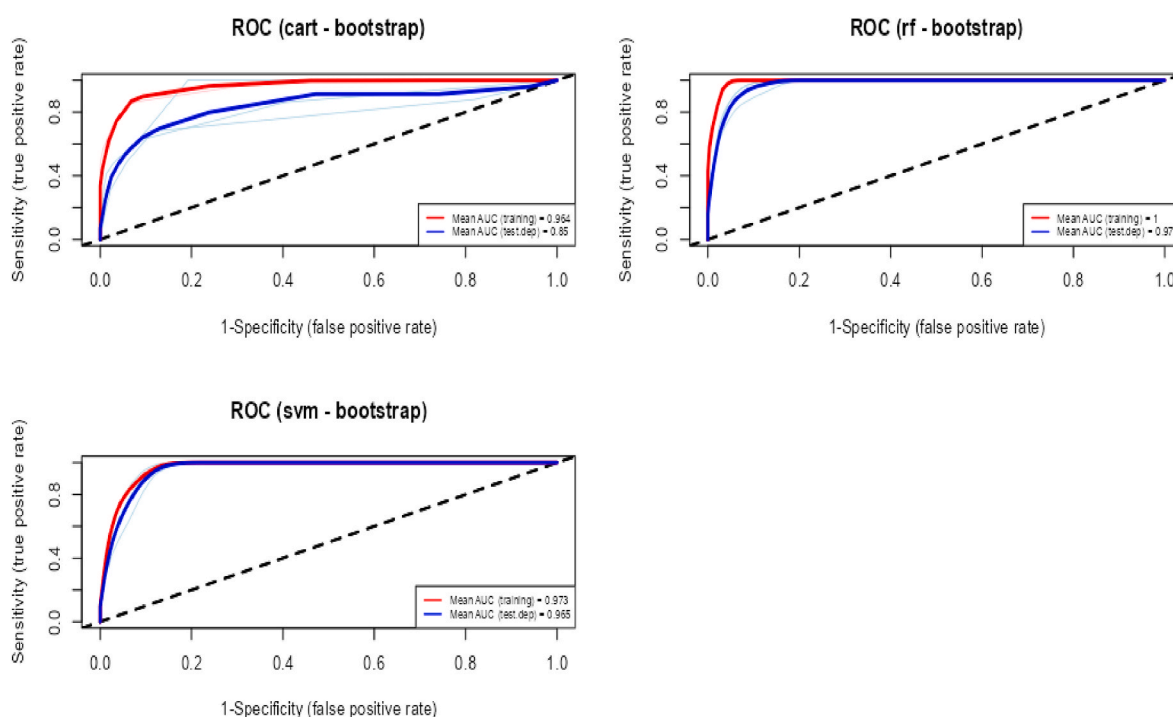 ROC (cart - bootstrap)
Sensitivity (true positive rate)
0.0 0.4 0.8
Mean AUC (training) = 0.964
Mean AUC (test.dep) = 0.85
0.0 0.2 0.4 0.6 0.8 1.0
1-Specificity (false positive rate)
ROC (rf - bootstrap)
Sensitivity (true positive rate)
0.0 0.4 0.8
Mean AUC (training) = 1
Mean AUC (test.dep) = 0.97
0.0 0.2 0.4 0.6 0.8 1.0
1-Specificity (false positive rate)
ROC (svm - bootstrap)
Sensitivity (true positive rate)
0.0 0.4 0.8
Mean AUC (training) = 0.973
Mean AUC (test.dep) = 0.965
0.0 0.2 0.4 0.6 0.8 1.0
1-Specificity (false positive rate)